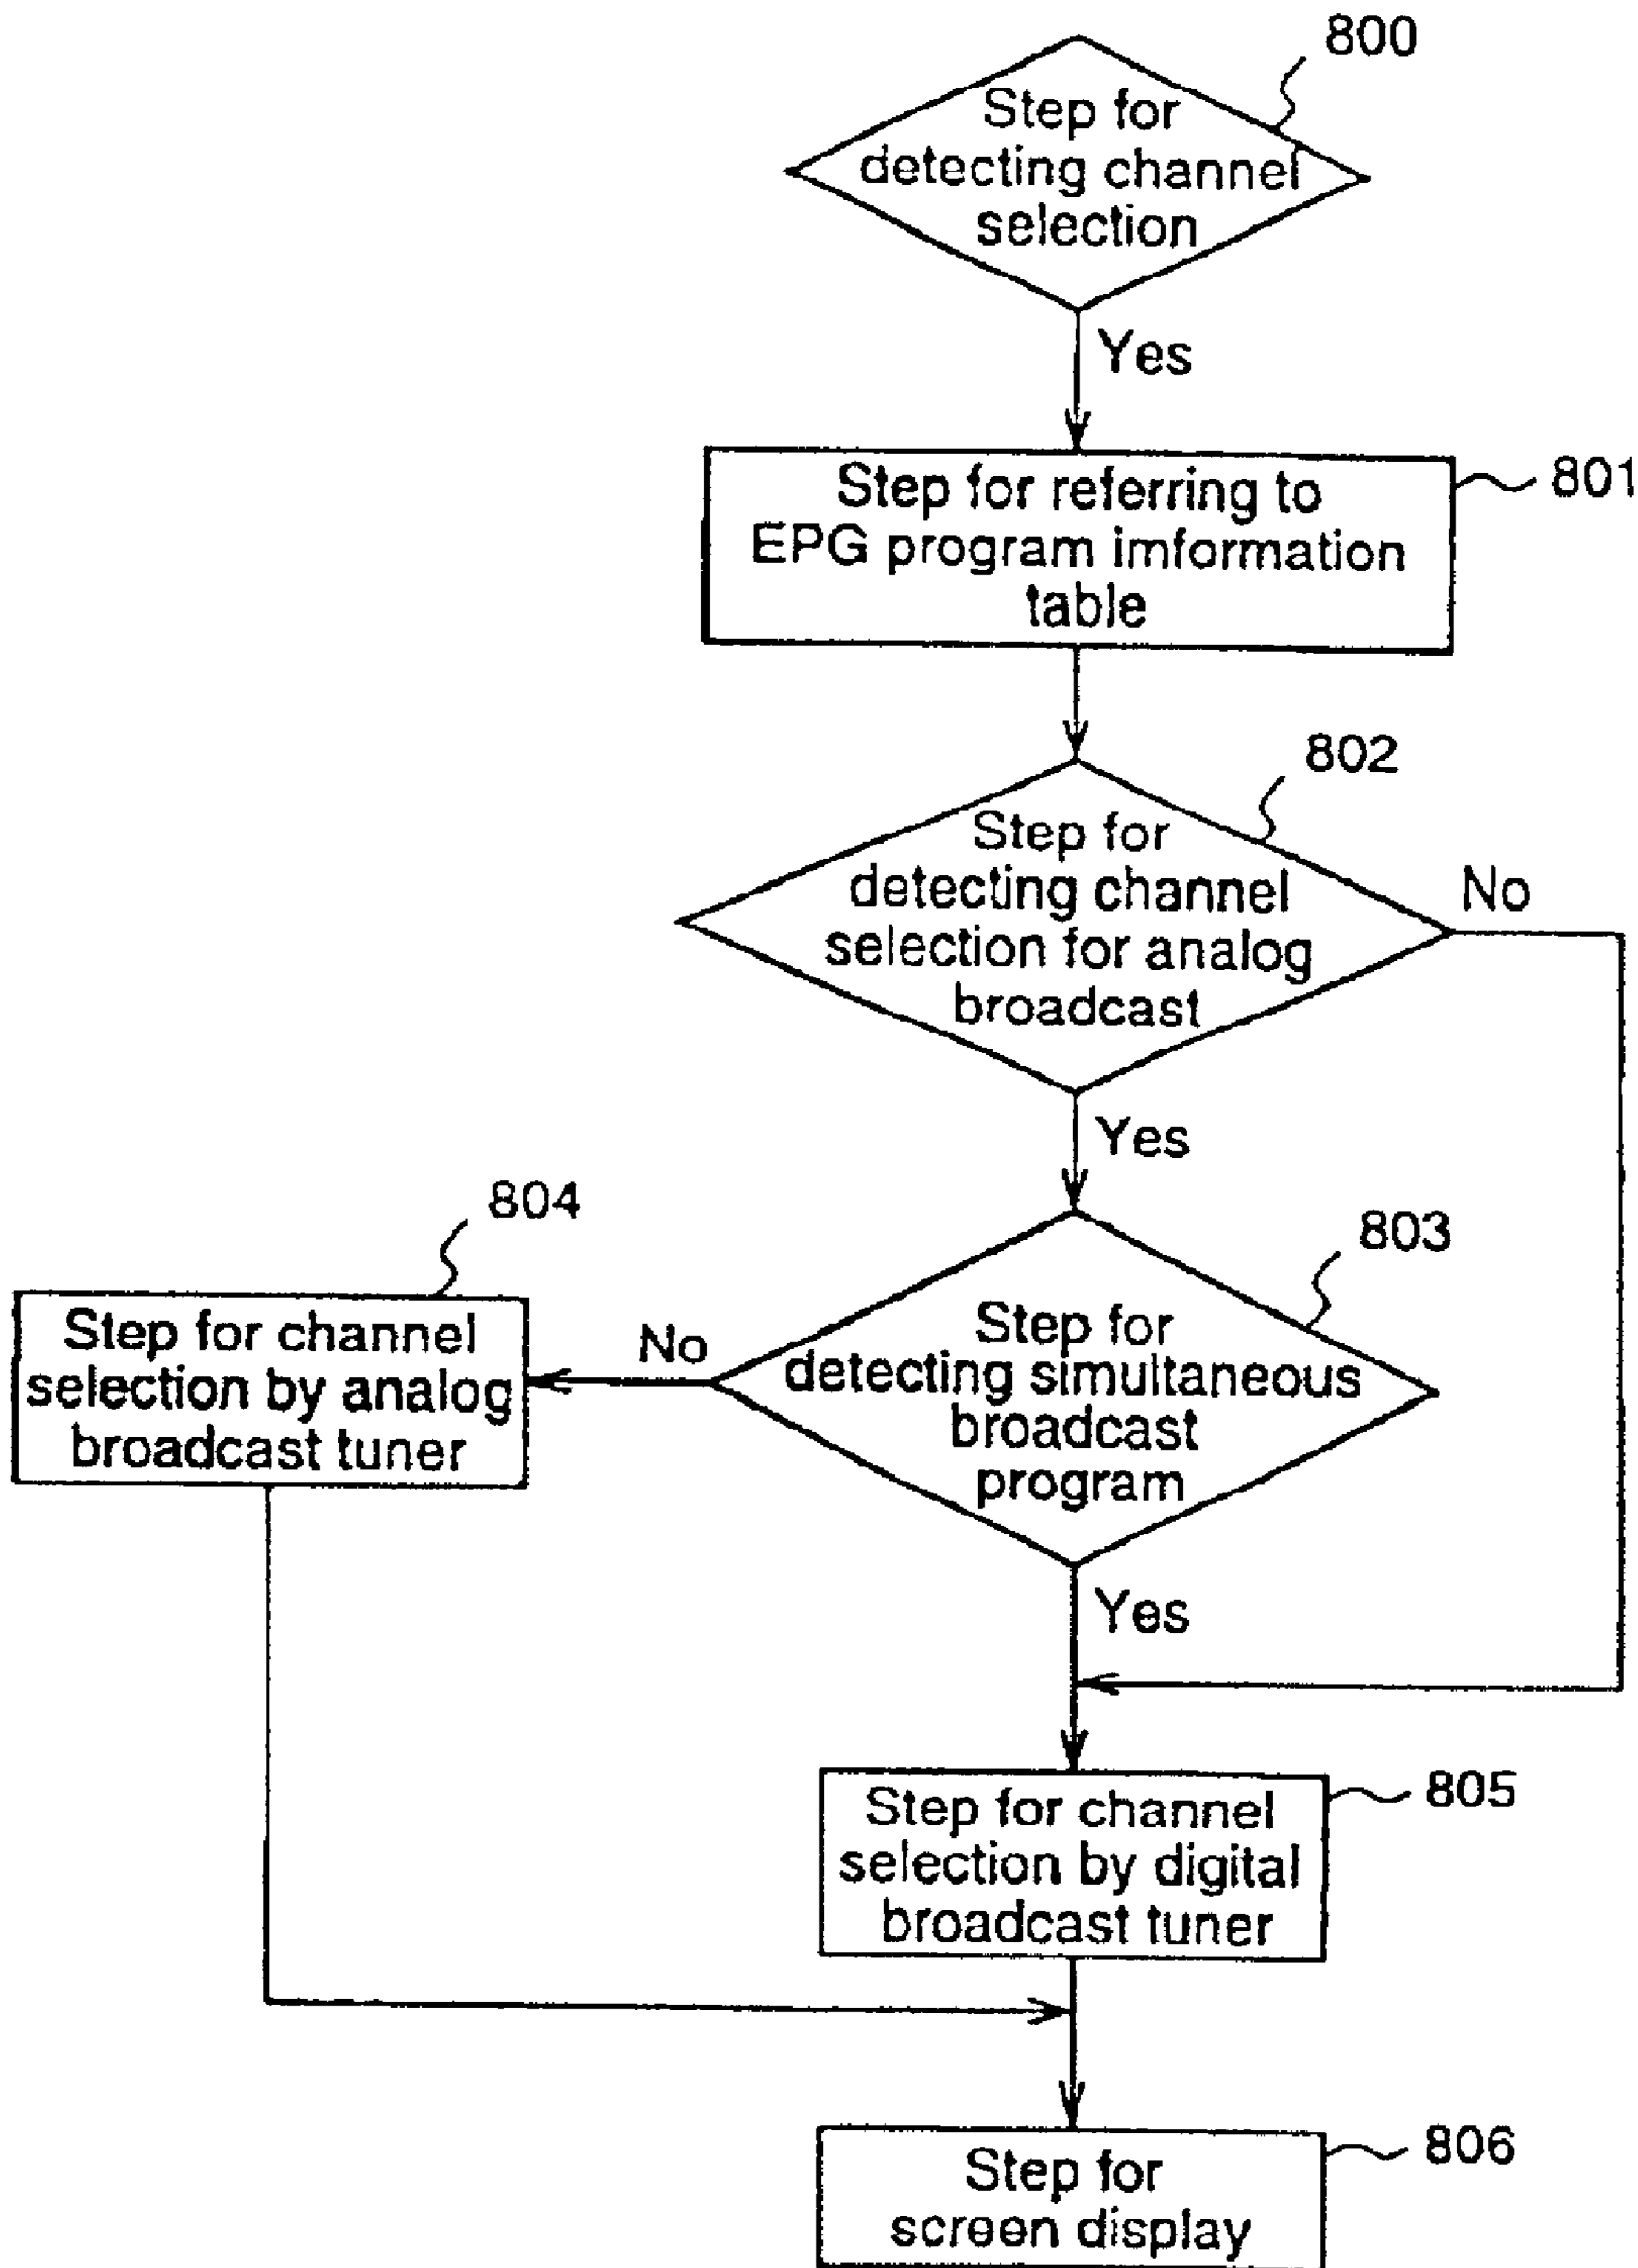 800
Step for
detecting channel
selection
Yes
801
Step for referring to
EPG program imformation
table
802
Step for
detecting channel
selection for analog
broadcast
No
Yes
804
803
Step for channel
selection by analog
broadcast tuner
No
Step for
detecting simultaneous
broadcast
program
Yes
805
Step for channel
selection by digital
broadcast tuner
806
Step for
screen display